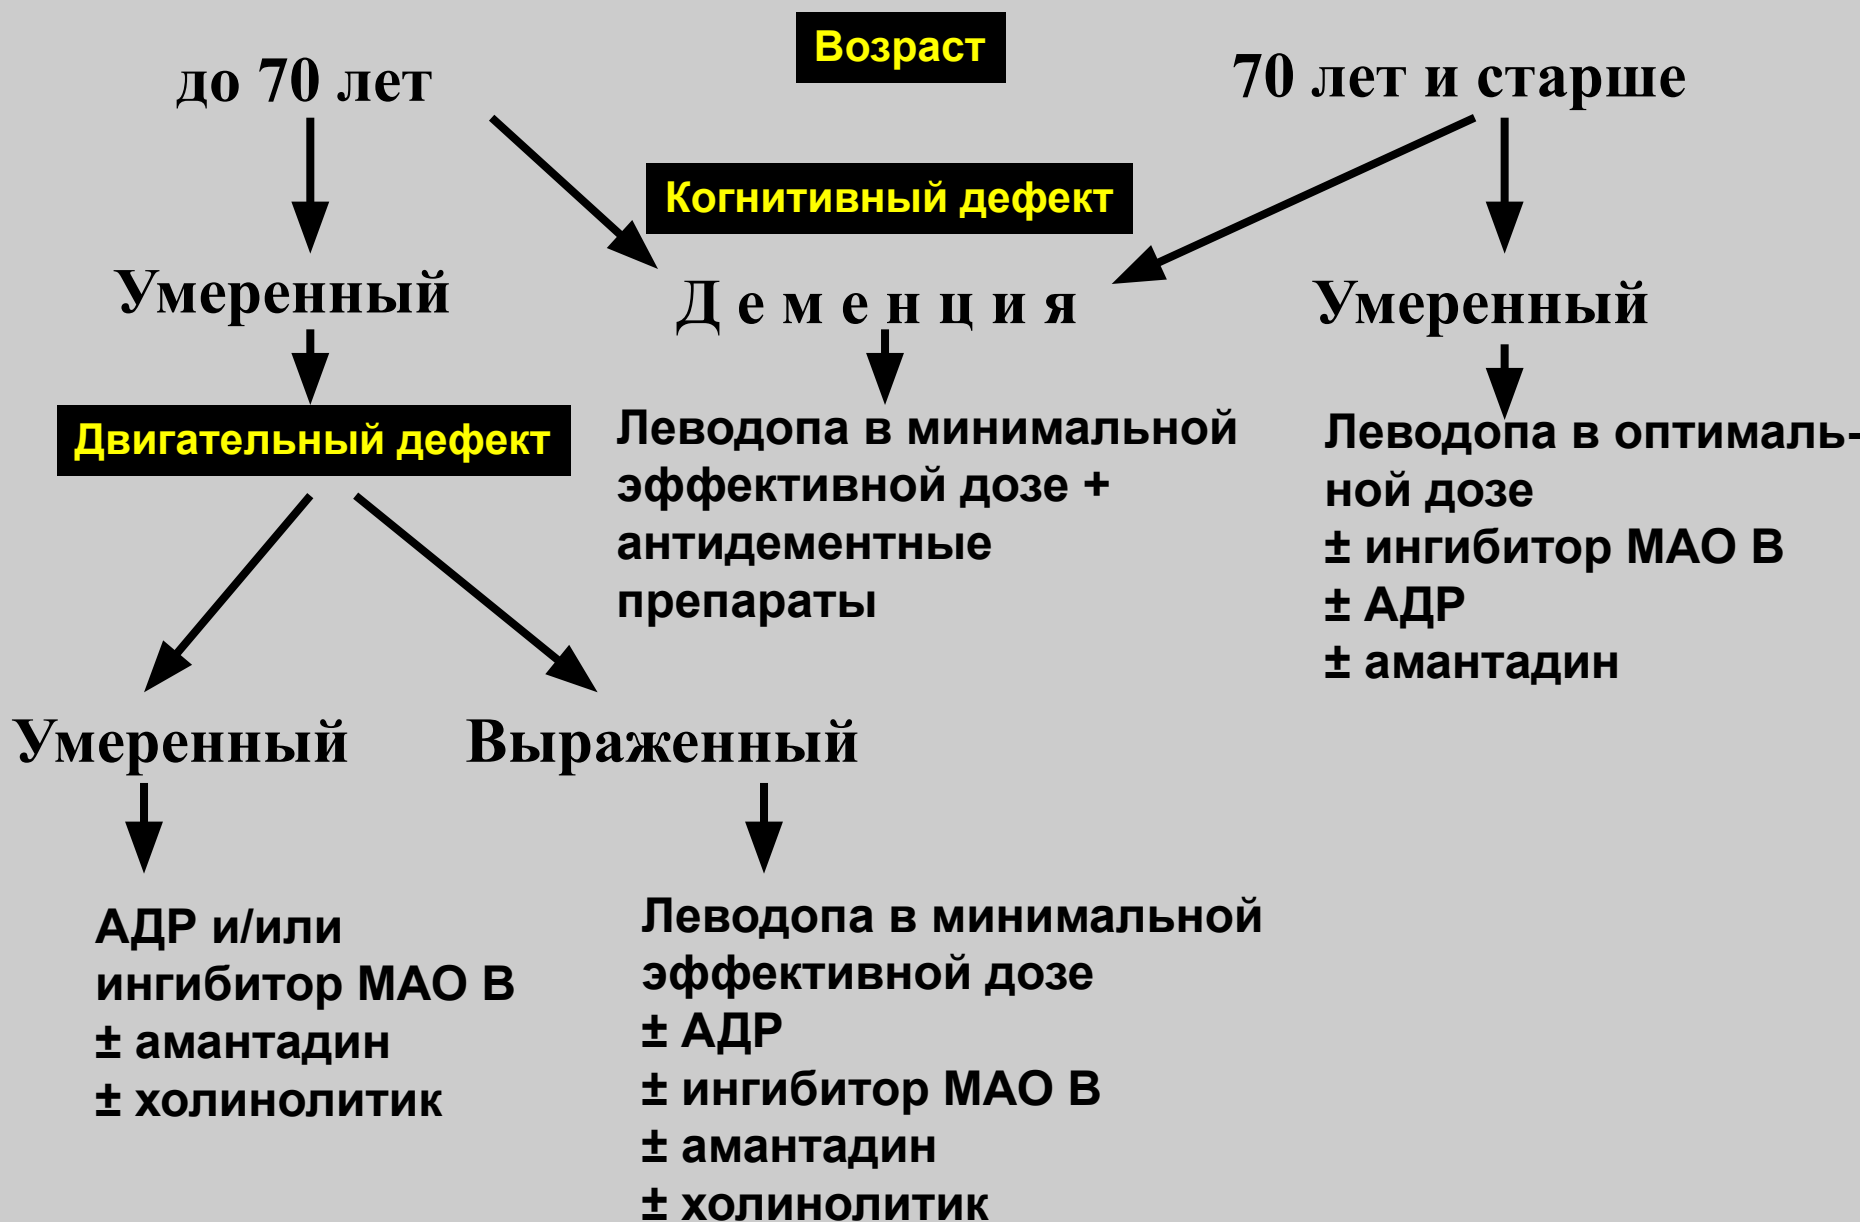 Возраст
до 70 лет
70 лет и старше
Когнитивный дефект
Умеренный
Д е м е н ц и я
Умеренный
Двигательный дефект
Леводопа в минимальной
эффективной дозе +
антидементные
препараты
Леводопа в оптималь-
ной дозе
± ингибитор МАО В
± АДР
± амантадин
Умеренный
Выраженный
АДР и/или
ингибитор МАО В
± амантадин
± холинолитик
Леводопа в минимальной
эффективной дозе
± АДР
± ингибитор МАО В
± амантадин
± холинолитик